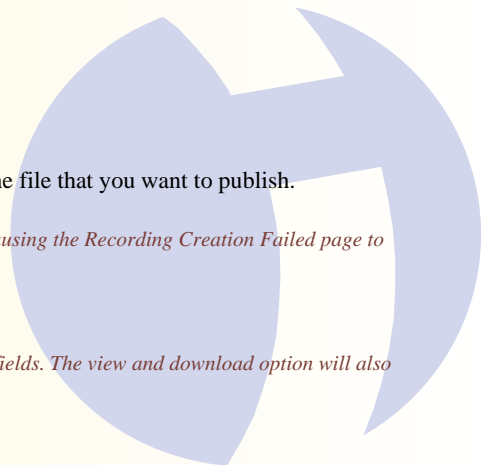 file that you want to publish.
using the Recording Creation Failed page to
fields. The view and download option will also